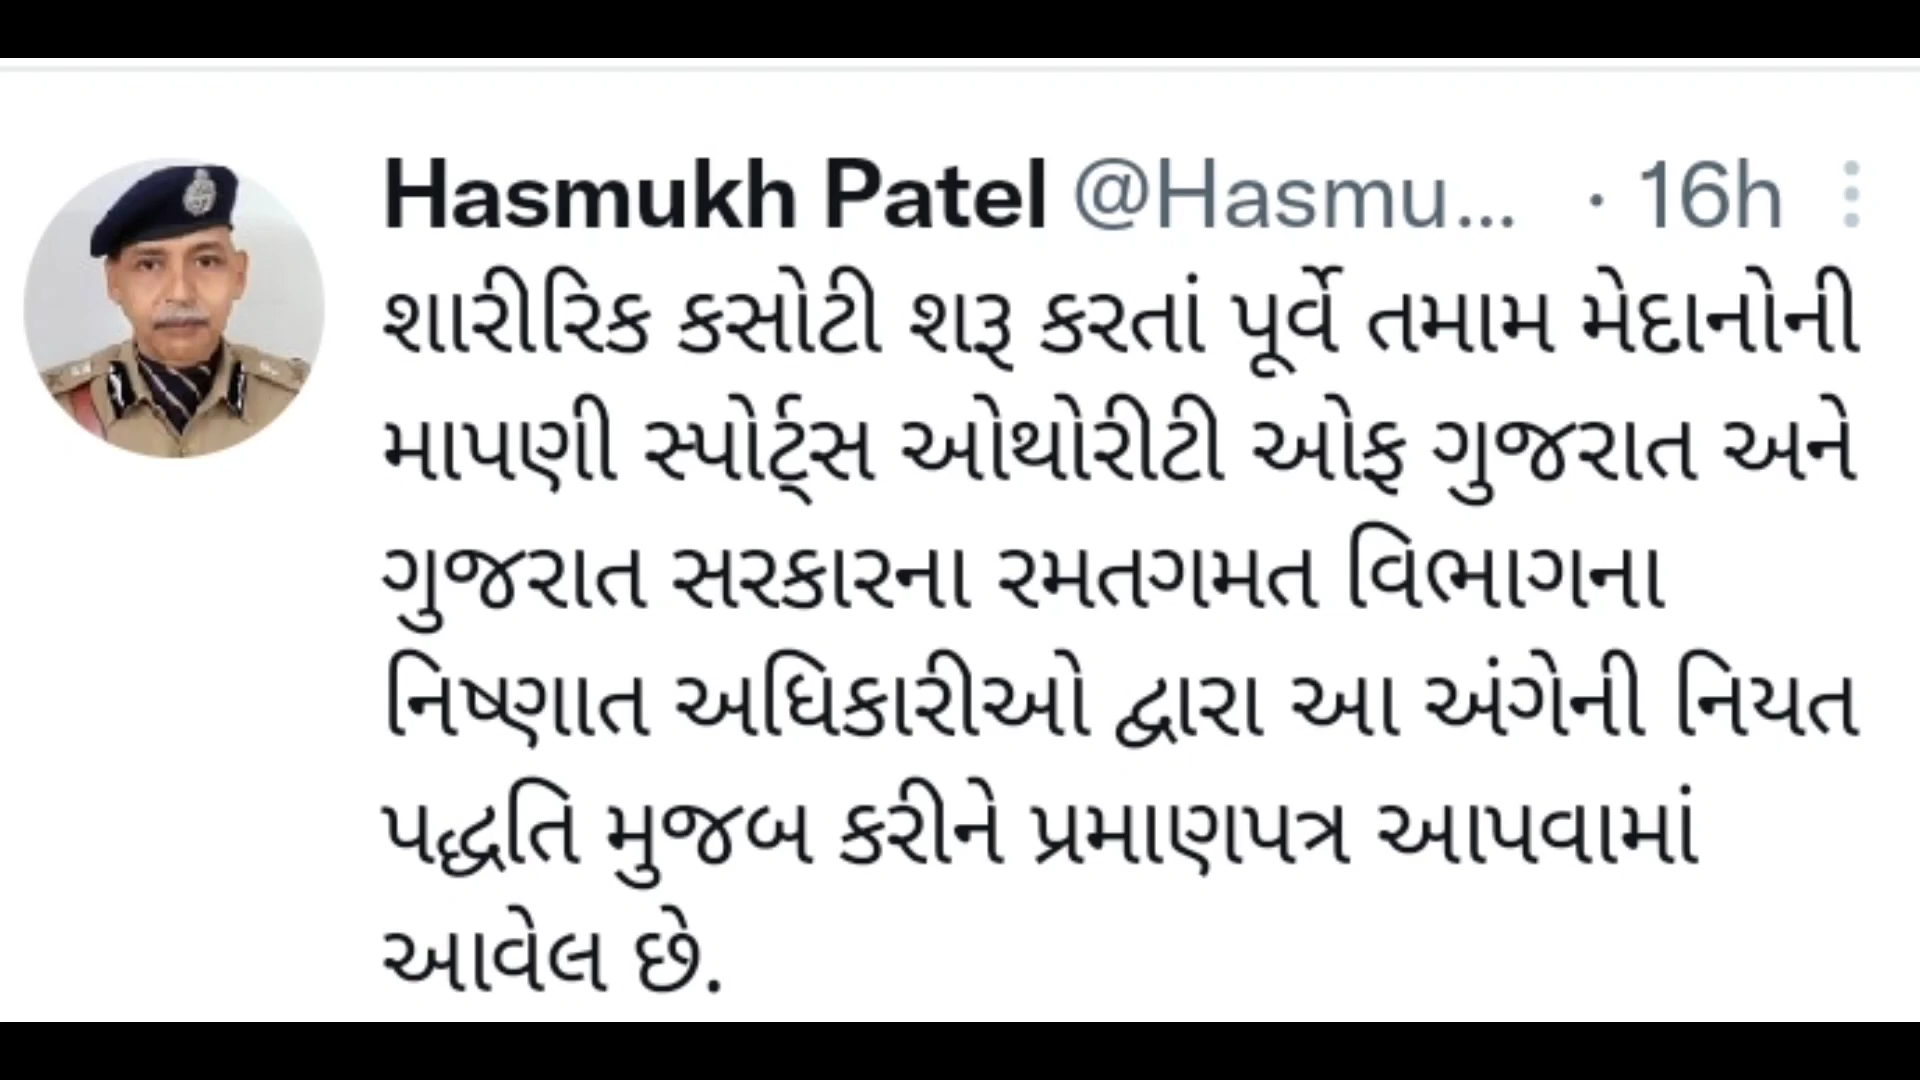 Hasmukh Patel @Hasmu... · 16h
શારીરિક કસોટી શરૂ કરતાં પૂર્વે તમામ મેદાનોની
માપણી સ્પોર્ટ્સ ઓથોરીટી ઓફ ગુજરાત અને
ગુજરાત સરકારના રમતગમત વિભાગના
નિષ્ણાત અધિકારીઓ દ્વારા આ અંગેની નિયત
પદ્ધતિ મુજબ કરીને પ્રમાણપત્ર આપવામાં
આવેલ છે.